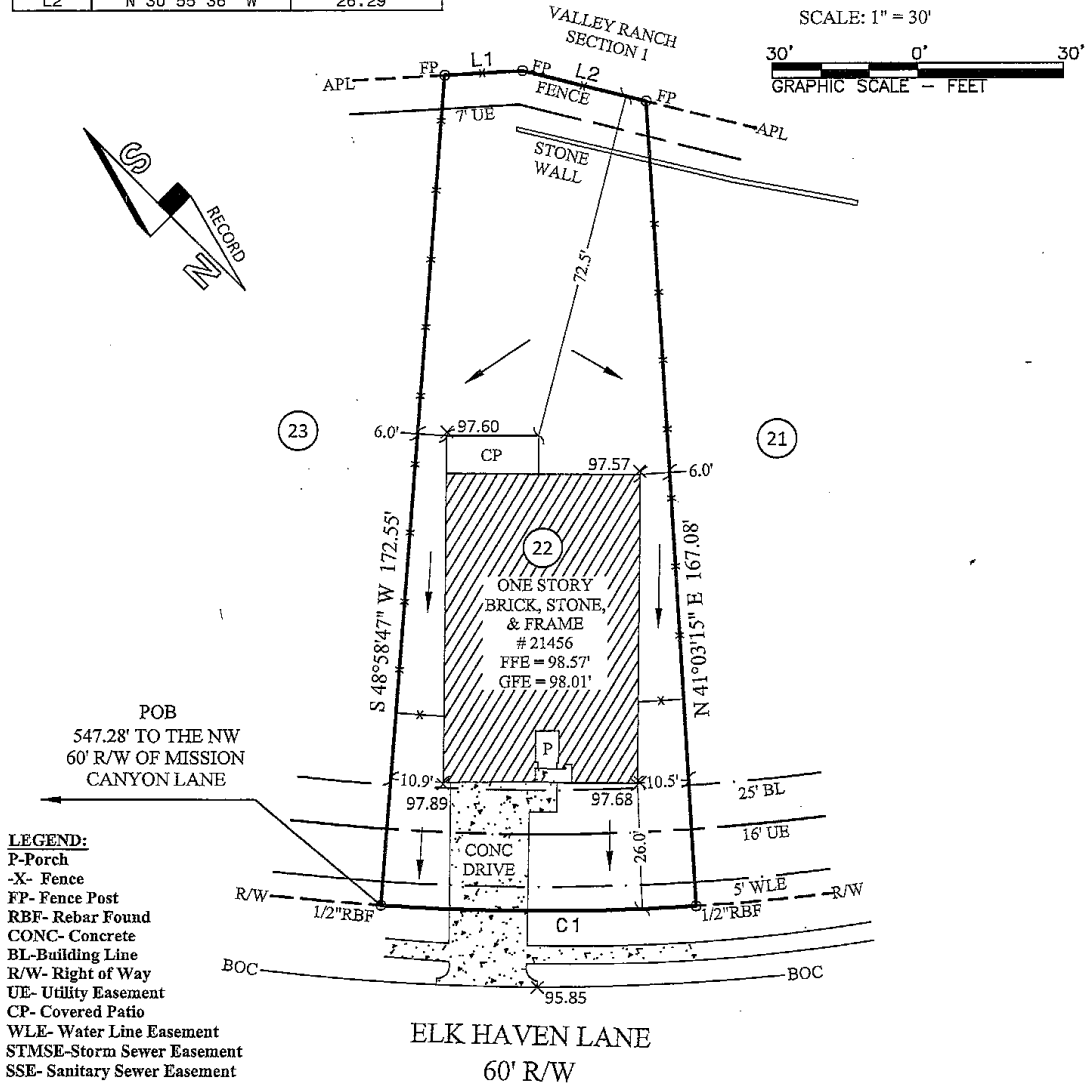 L2 N 30°55'36" W 26.29'
SCALE: 1" = 30'
30' 0' 30'
GRAPHIC SCALE - FEET
VALLEY RANCH
SECTION 1
APL
FP
L1
FP
L2
FP
FENCE
APL
7' UE
STONE
WALL
S
RECORD
N
72.5'
23
6.0'
97.60
CP
97.57
6.0'
21
22
ONE STORY
BRICK, STONE,
& FRAME
# 21456
FFE = 98.57'
GFE = 98.01'
S 48°58'47" W 172.55'
N 41°03'15" E 167.08'
POB
547.28' TO THE NW
60' R/W OF MISSION
CANYON LANE
P
10.9'
10.5'
97.89
97.68
25' BL
16' UE
CONC
DRIVE
26.0'
5' WLE
R/W
R/W
1/2"RBF
1/2"RBF
C1
BOC
BOC
95.85
LEGEND:
P-Porch
-X- Fence
FP- Fence Post
RBF- Rebar Found
CONC- Concrete
BL-Building Line
R/W- Right of Way
UE- Utility Easement
CP- Covered Patio
WLE- Water Line Easement
STMSE-Storm Sewer Easement
SSE- Sanitary Sewer Easement
ELK HAVEN LANE
60' R/W